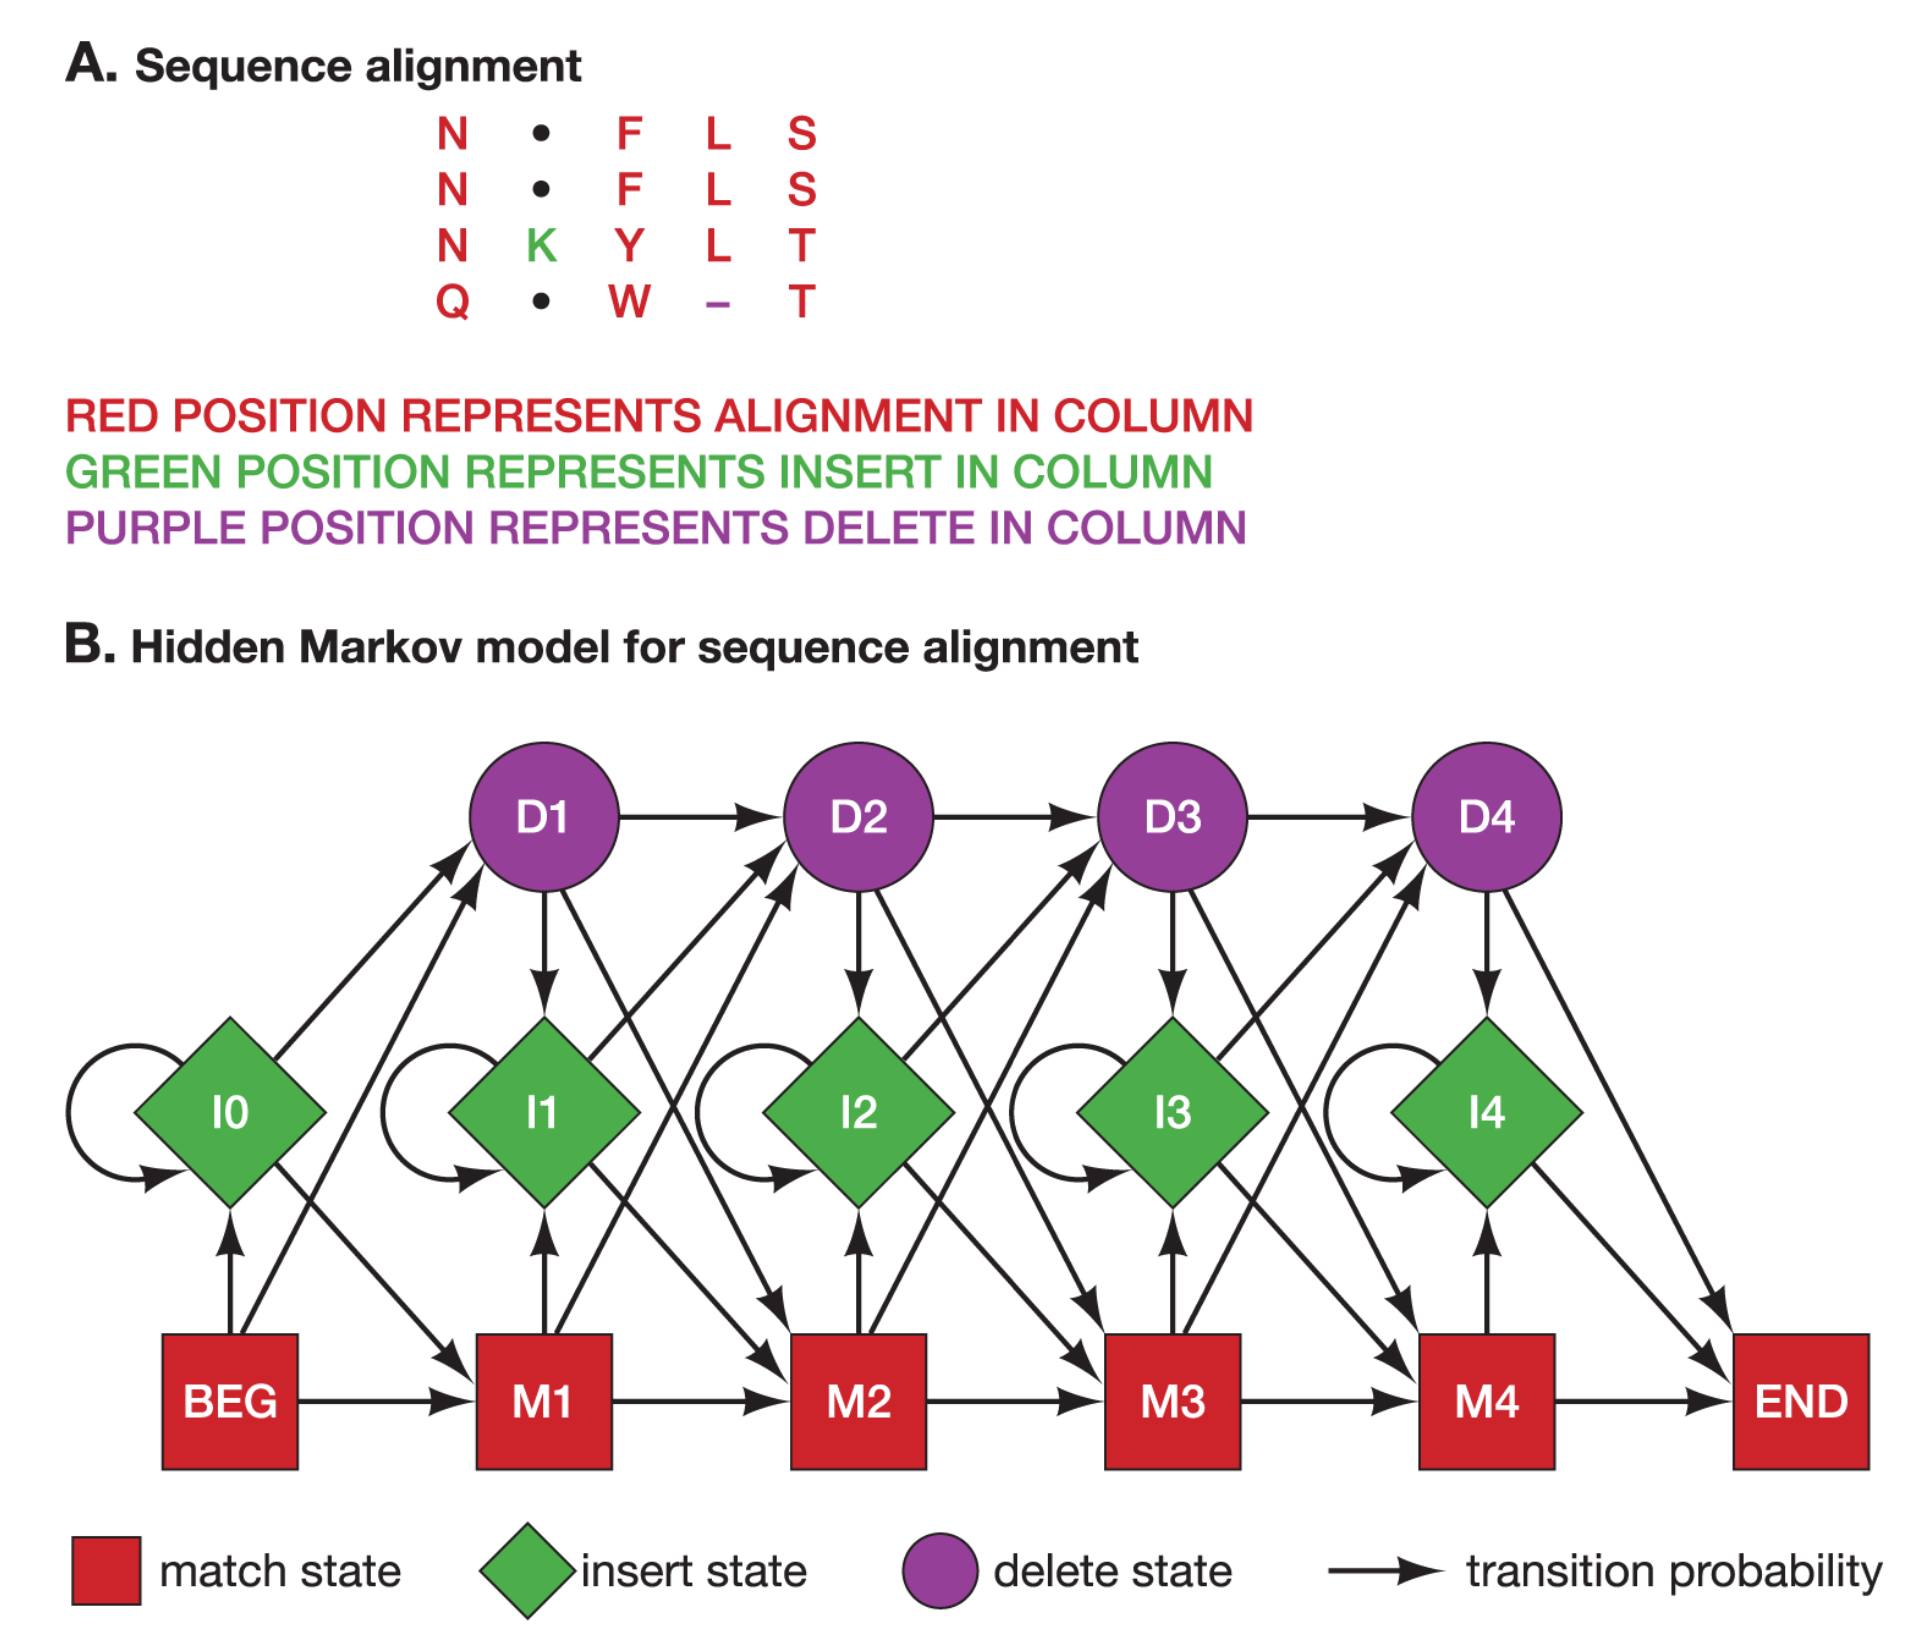 A. Sequence alignment
N • F L S
N • F L S
N K Y L T
Q • W – T
RED POSITION REPRESENTS ALIGNMENT IN COLUMN
GREEN POSITION REPRESENTS INSERT IN COLUMN
PURPLE POSITION REPRESENTS DELETE IN COLUMN
B. Hidden Markov model for sequence alignment
D1 D2 D3 D4
I0 I1 I2 I3 I4
BEG M1 M2 M3 M4 END
match state insert state delete state transition probability